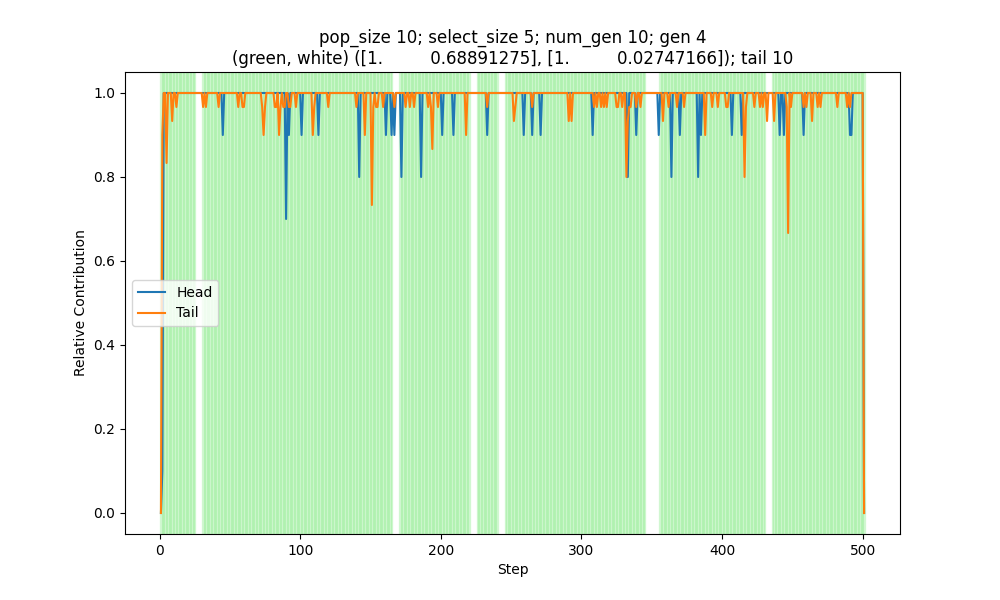 pop_size 10; select_size 5; num_gen 10; gen 4
(green, white) ([1.         0.68891275], [1.         0.02747166]); tail 10
1.0
0.8
0.6
0.4
0.2
0.0
Relative Contribution
Head
Tail
0 100 200 300 400 500
Step